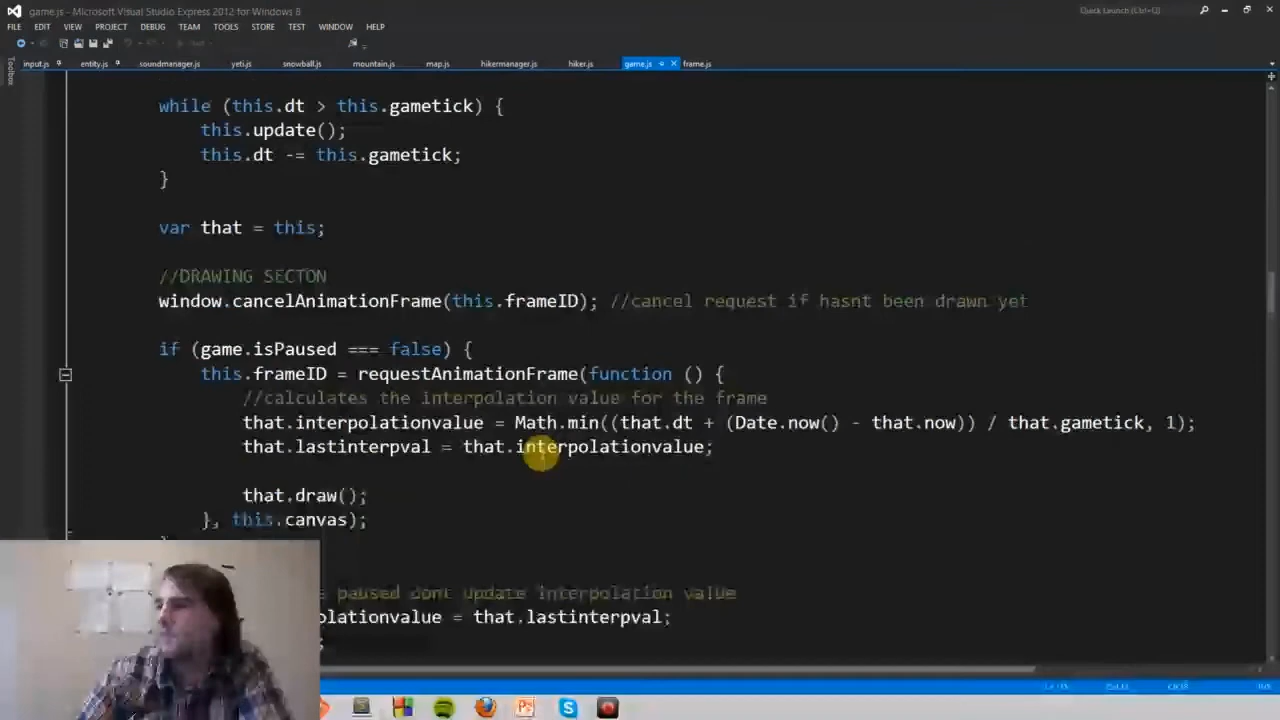 game.js - Microsoft Visual Studio Express 2012 for Windows 8
Quick Launch (Ctrl+Q)
FILE EDIT VIEW PROJECT DEBUG TEAM TOOLS STORE TEST WINDOW HELP
Toolbox
input.js entity.js soundmanager.js yeti.js snowball.js mountain.js map.js hikermanager.js hiker.js game.js frame.js
while (this.dt > this.gametick) {
this.update();
this.dt -= this.gametick;
}
var that = this;
//DRAWING SECTON
window.cancelAnimationFrame(this.frameID); //cancel request if hasnt been drawn yet
if (game.isPaused === false) {
this.frameID = requestAnimationFrame(function () {
//calculates the interpolation value for the frame
that.interpolationvalue = Math.min((that.dt + (Date.now() - that.now)) / that.gametick, 1);
that.lastinterpval = that.interpolationvalue;
that.draw();
}, this.canvas);
paused dont update interpolation value
olationvalue = that.lastinterpval;